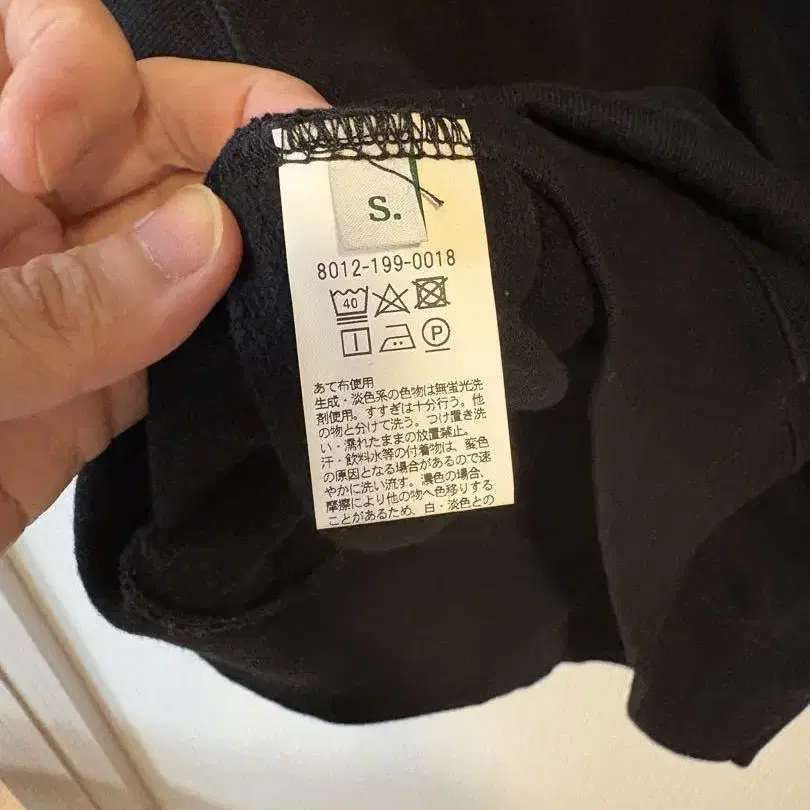 S.
8012-199-0018
40
P
あて布使用
生成・淡色系の色物は無蛍光洗
剤使用。すすぎは十分行う。他
の物と分けて洗う。つけ置き洗
い・濡れたままの放置禁止。
汗・飲料水等の付着物は、変色
の原因となる場合があるので速
やかに洗い流す。濃色の場合、
摩擦により他の物へ色移りする
ことがあるため、白・淡色との